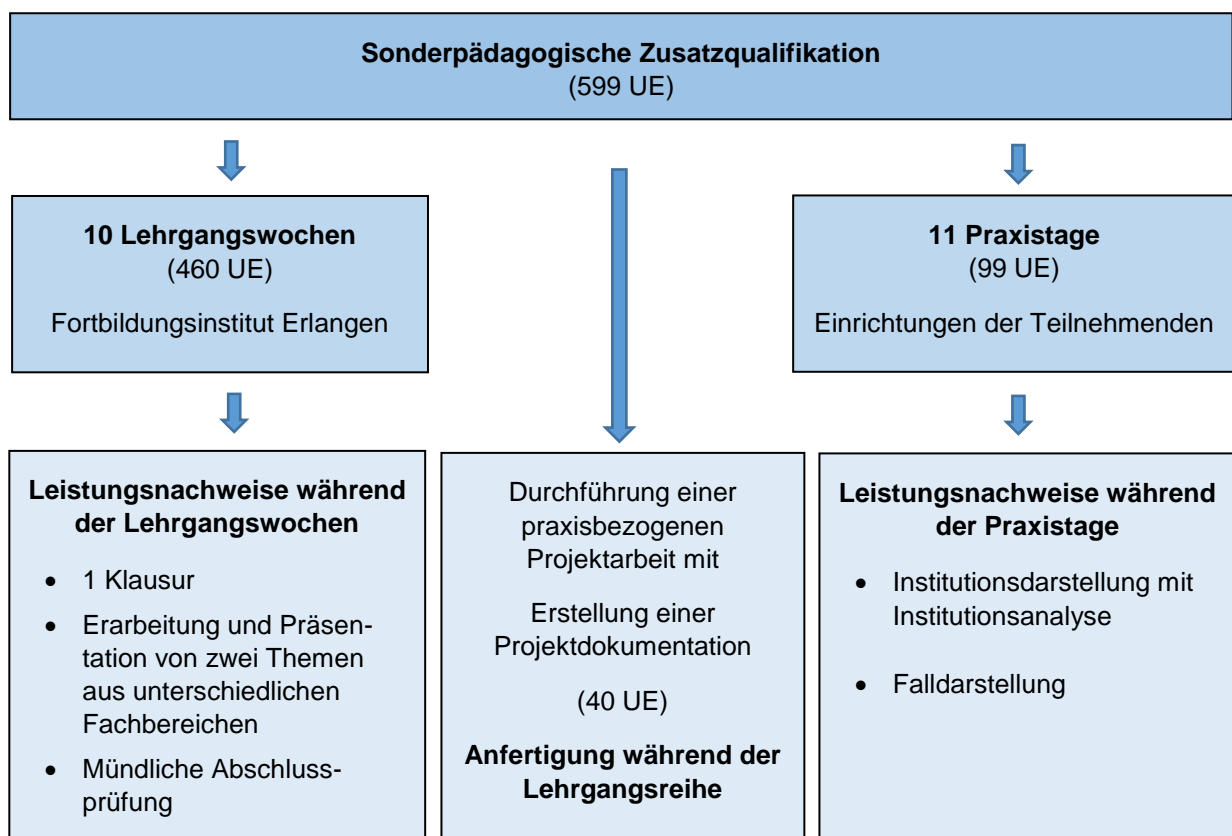 Sonderpädagogische Zusatzqualifikation
(599 UE)
10 Lehrgangswochen
(460 UE)
Fortbildungsinstitut Erlangen
11 Praxistage
(99 UE)
Einrichtungen der Teilnehmenden
Leistungsnachweise während
der Lehrgangswochen
• 1 Klausur
• Erarbeitung und Präsen-
tation von zwei Themen
aus unterschiedlichen
Fachbereichen
• Mündliche Abschluss-
prüfung
Durchführung einer
praxisbezogenen
Projektarbeit mit
Erstellung einer
Projektdokumentation
(40 UE)
Anfertigung während der
Lehrgangsreihe
Leistungsnachweise während
der Praxistage
• Institutionsdarstellung mit
Institutionsanalyse
• Falldarstellung